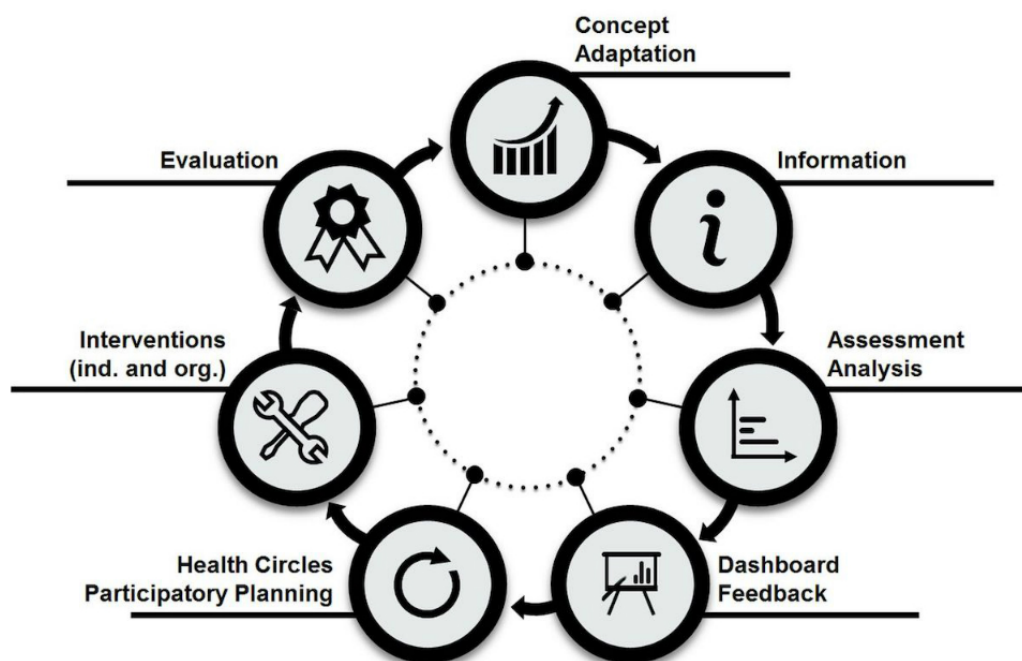 Concept
Adaptation
Information
Assessment
Analysis
Dashboard
Feedback
Health Circles
Participatory Planning
Interventions
(ind. and org.)
Evaluation